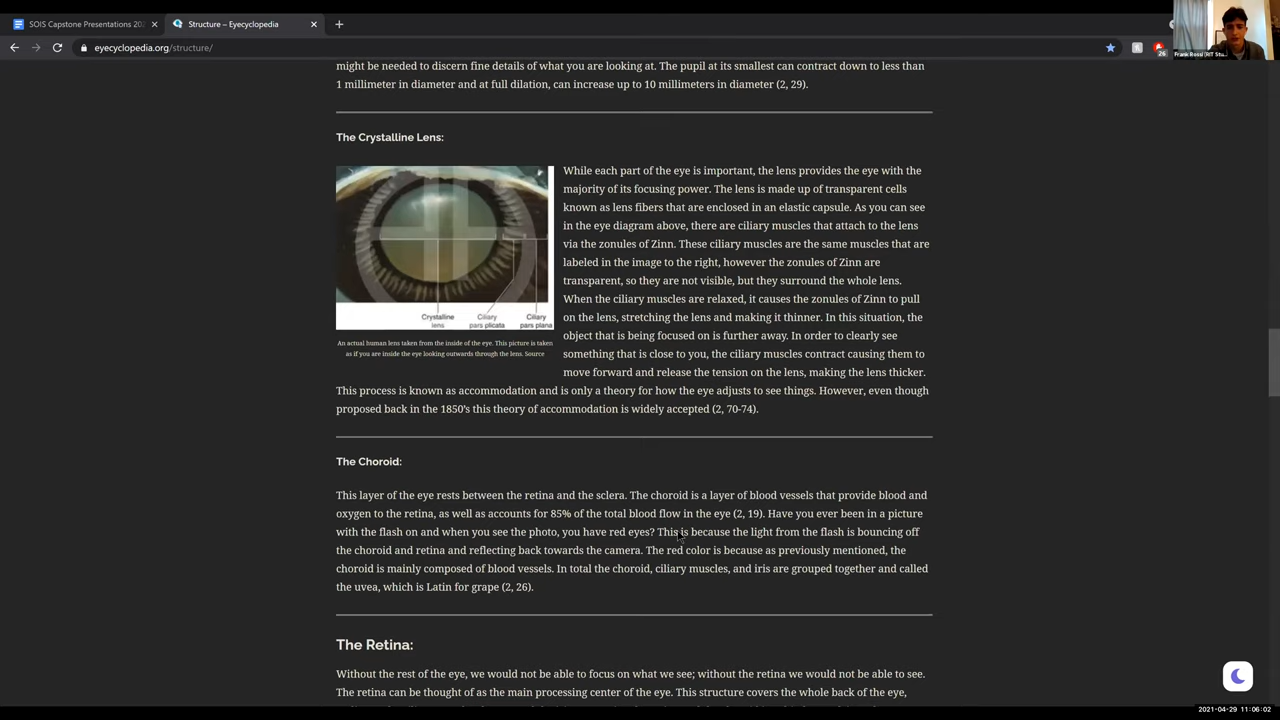 SOIS Capstone Presentations 202
Structure – Eyecyclopedia
eyecyclopedia.org/structure/
26
Frank Rossi (RIT Stu...
might be needed to discern fine details of what you are looking at. The pupil at its smallest can contract down to less than
1 millimeter in diameter and at full dilation, can increase up to 10 millimeters in diameter (2, 29).
The Crystalline Lens:
While each part of the eye is important, the lens provides the eye with the
majority of its focusing power. The lens is made up of transparent cells
known as lens fibers that are enclosed in an elastic capsule. As you can see
in the eye diagram above, there are ciliary muscles that attach to the lens
via the zonules of Zinn. These ciliary muscles are the same muscles that are
labeled in the image to the right, however the zonules of Zinn are
transparent, so they are not visible, but they surround the whole lens.
When the ciliary muscles are relaxed, it causes the zonules of Zinn to pull
on the lens, stretching the lens and making it thinner. In this situation, the
object that is being focused on is further away. In order to clearly see
something that is close to you, the ciliary muscles contract causing them to
move forward and release the tension on the lens, making the lens thicker.
Crystalline
lens
Ciliary
pars plicata
Ciliary
pars plana
An actual human lens taken from the inside of the eye. This picture is taken
as if you are inside the eye looking outwards through the lens. Source
This process is known as accommodation and is only a theory for how the eye adjusts to see things. However, even though
proposed back in the 1850's this theory of accommodation is widely accepted (2, 70-74).
The Choroid:
This layer of the eye rests between the retina and the sclera. The choroid is a layer of blood vessels that provide blood and
oxygen to the retina, as well as accounts for 85% of the total blood flow in the eye (2, 19). Have you ever been in a picture
with the flash on and when you see the photo, you have red eyes? This is because the light from the flash is bouncing off
the choroid and retina and reflecting back towards the camera. The red color is because as previously mentioned, the
choroid is mainly composed of blood vessels. In total the choroid, ciliary muscles, and iris are grouped together and called
the uvea, which is Latin for grape (2, 26).
The Retina:
Without the rest of the eye, we would not be able to focus on what we see; without the retina we would not be able to see.
The retina can be thought of as the main processing center of the eye. This structure covers the whole back of the eye,
2021-04-29 11:06:02